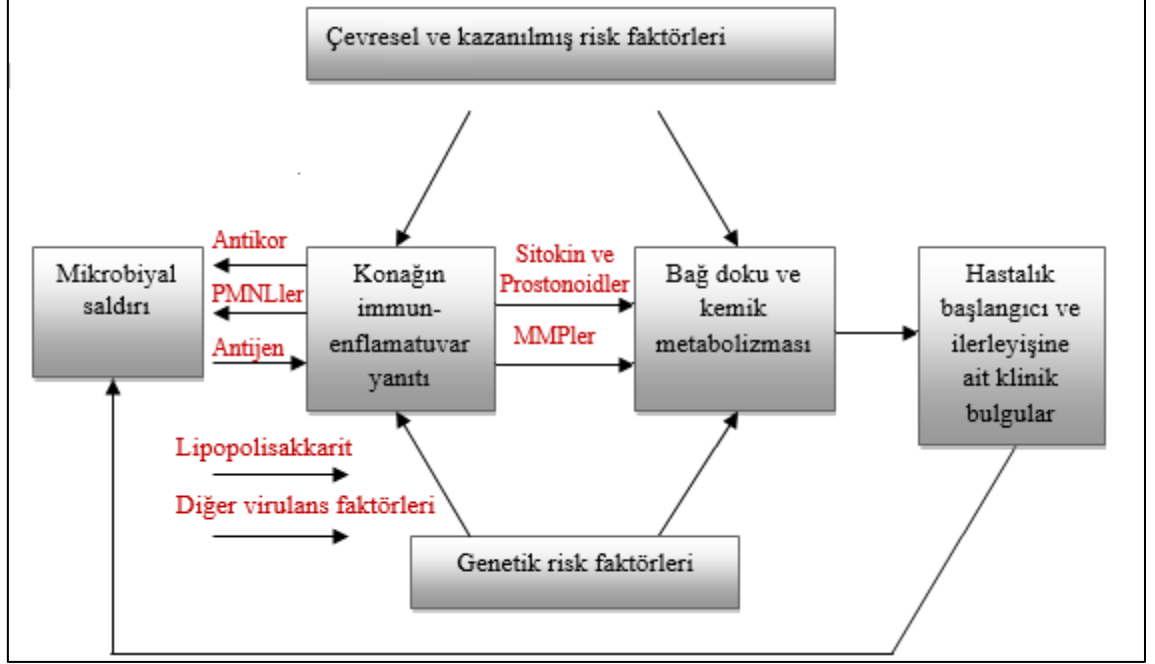 Çevresel ve kazanılmış risk faktörleri
Mikrobiyal
saldırı
Antikor
PMNLler
Antijen
Konağın
immun-
enflamatuvar
yanıtı
Sitokin ve
Prostonoidler
MMPler
Bağ doku ve
kemik
metabolizması
Hastalık
başlangıcı ve
ilerleyişine
ait klinik
bulgular
Lipopolisakkarit
Diğer virulans faktörleri
Genetik risk faktörleri